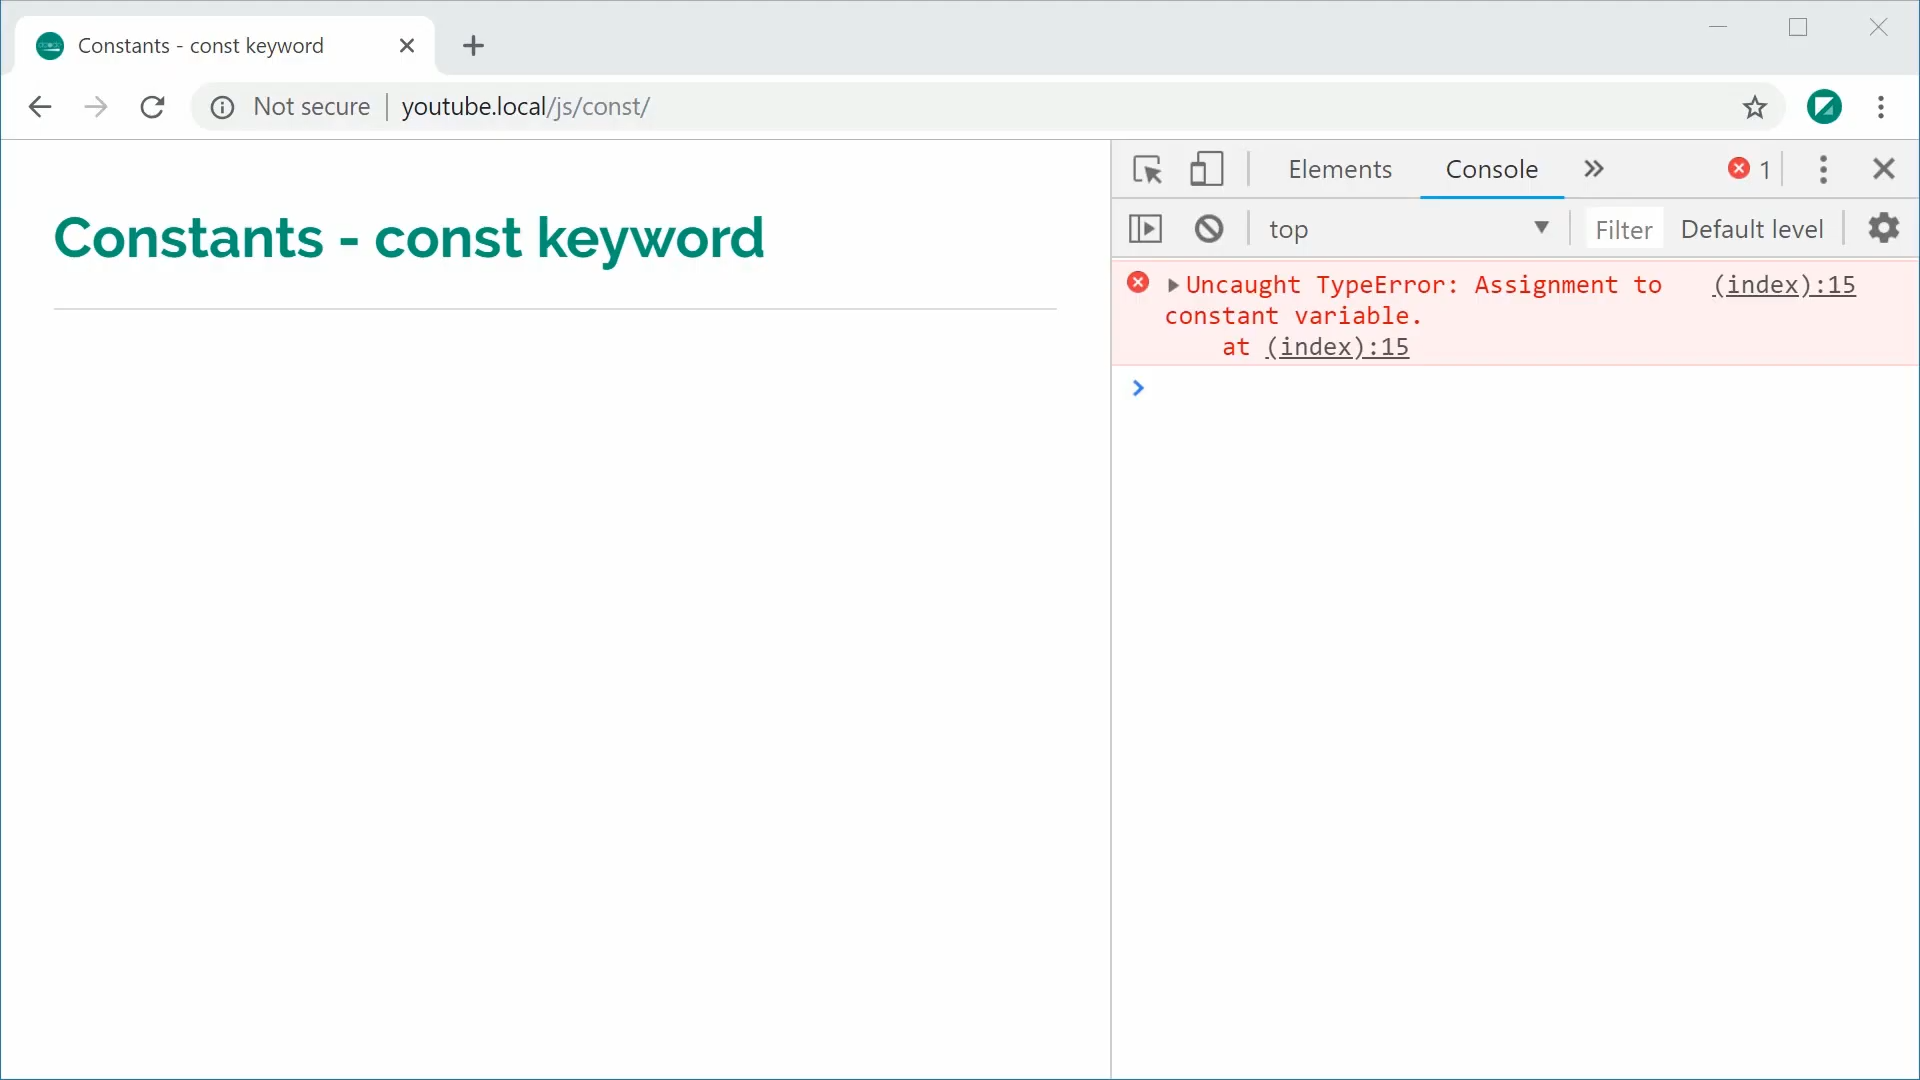 Constants - const keyword
Not secure | youtube.local/js/const/
Constants - const keyword
Elements Console 1
top Filter Default level
Uncaught TypeError: Assignment to (index):15
constant variable.
at (index):15